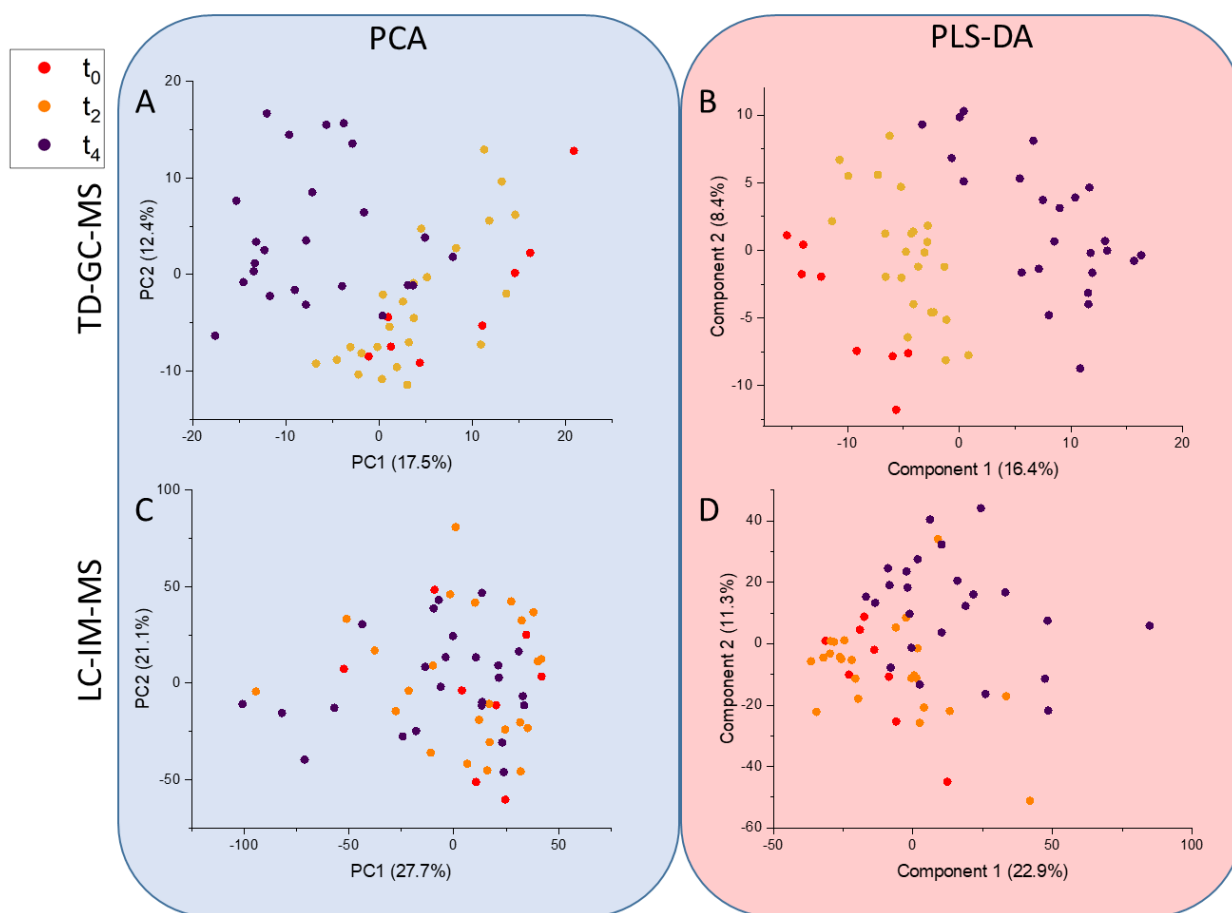 PCA
PLS-DA
t0
t2
t4
TD-GC-MS
LC-IM-MS
A
20
10
0
-10
PC2 (12.4%)
-20
-10
0
10
20
PC1 (17.5%)
B
10
5
0
-5
-10
Component 2 (8.4%)
-10
0
10
20
Component 1 (16.4%)
C
100
50
0
-50
PC2 (21.1%)
-100
-50
0
50
PC1 (27.7%)
D
40
20
0
-20
-40
-60
Component 2 (11.3%)
-50
0
50
100
Component 1 (22.9%)